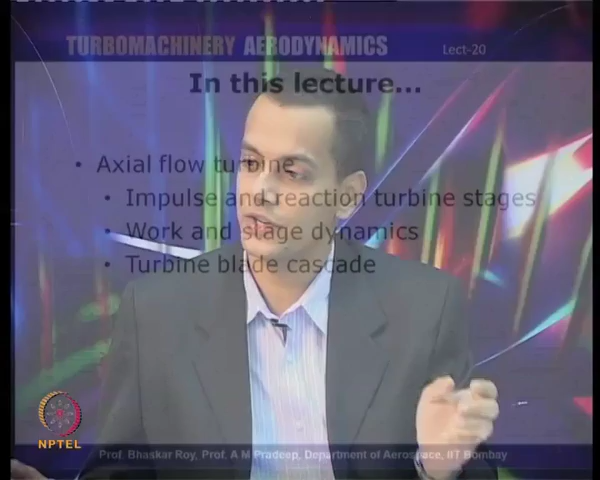 TURBOMACHINERY AERODYNAMICS
Lect-20
In this lecture...
• Axial flow turbine
• Impulse and reaction turbine stages
• Work and stage dynamics
• Turbine blade cascade
NPTEL
Prof. Bhaskar Roy, Prof. A M Pradeep, Department of Aerospace, IIT Bombay